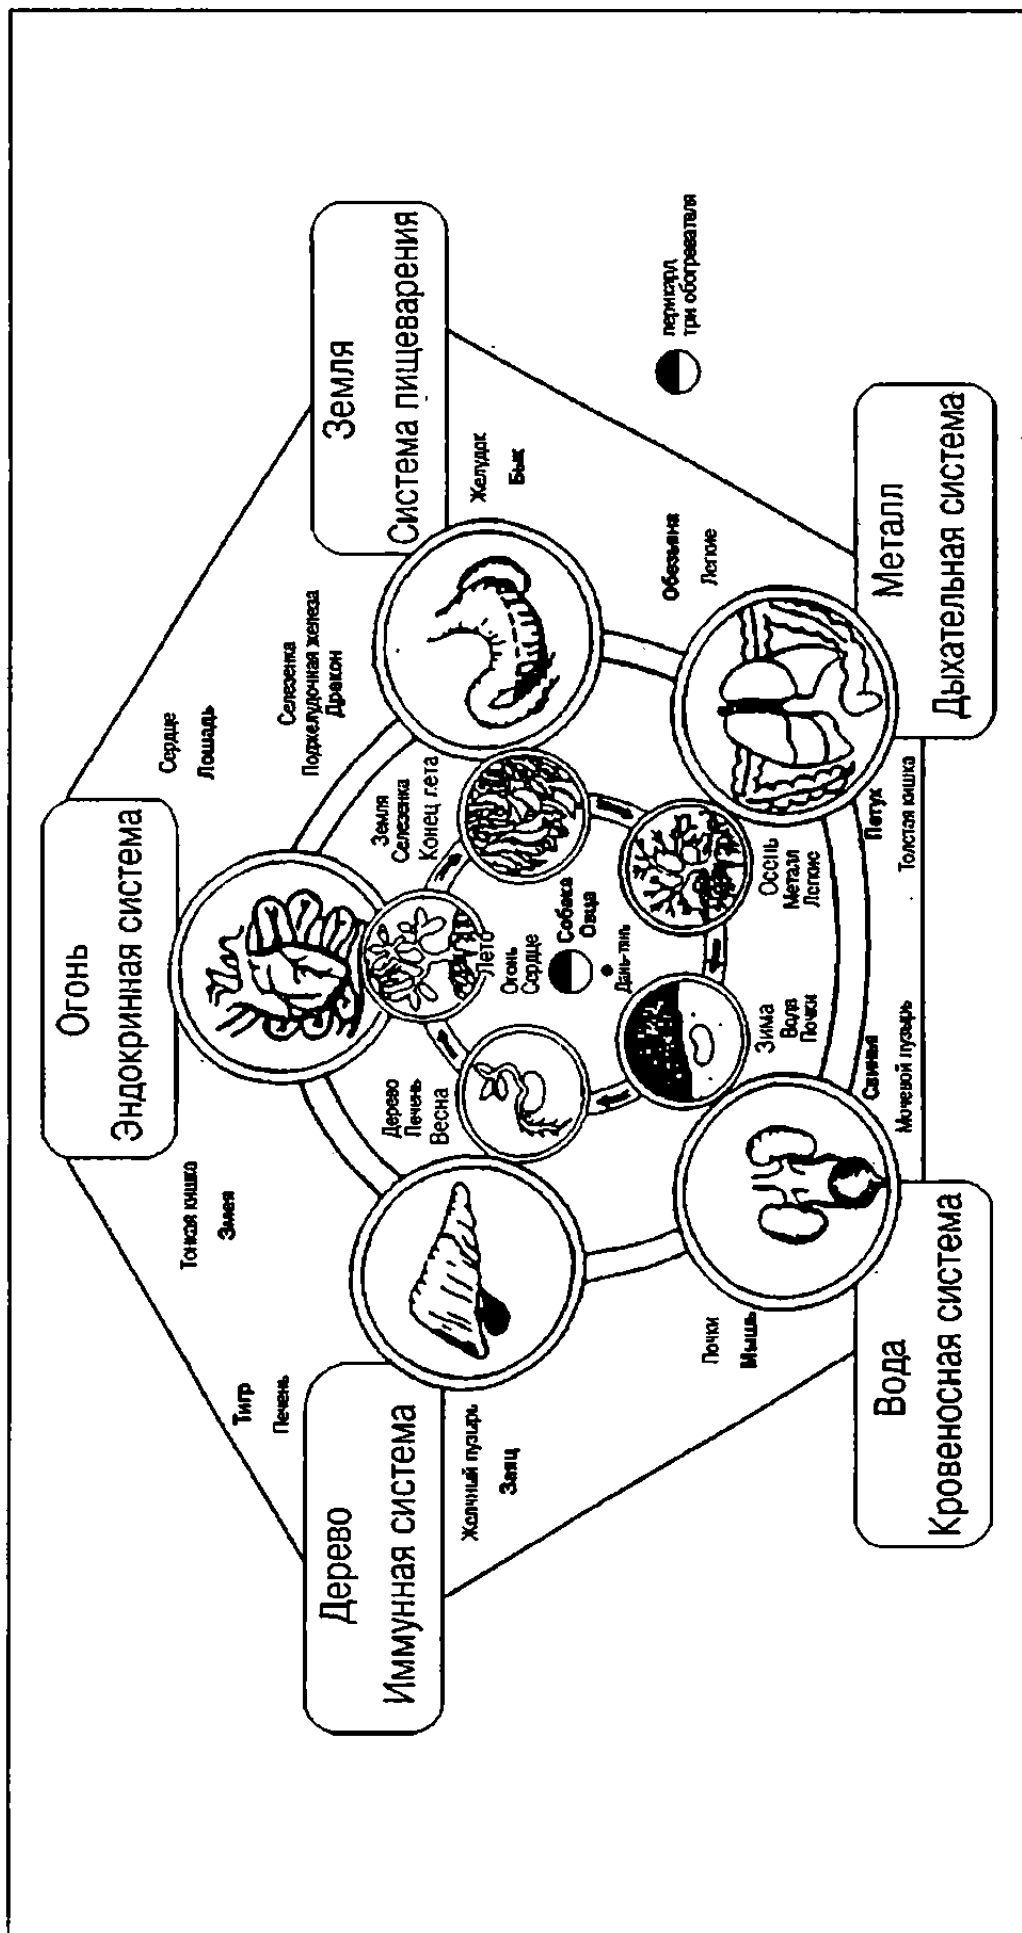 Огонь
Эндокринная система
Тонкая кишка
Змея
Сердце
Лошадь
Тигр
Печень
Селезенка
Поджелудочная железа
Дракон
Дерево
Иммунная система
Земля
Система пищеварения
Желчный пузырь
Заяц
Дерево
Печень
Весна
Земля
Селезенка
Конец лета
Желудок
Бык
Лето
Огонь
Сердце
Собака
Овца
Дань-тянь
Почки
Мышь
Зима
Вода
Почки
Осень
Металл
Легкие
Обезьяна
Легкие
перикард
три обогревателя
Свинья
Мочевой пузырь
Петух
Толстая кишка
Вода
Кровеносная система
Металл
Дыхательная система